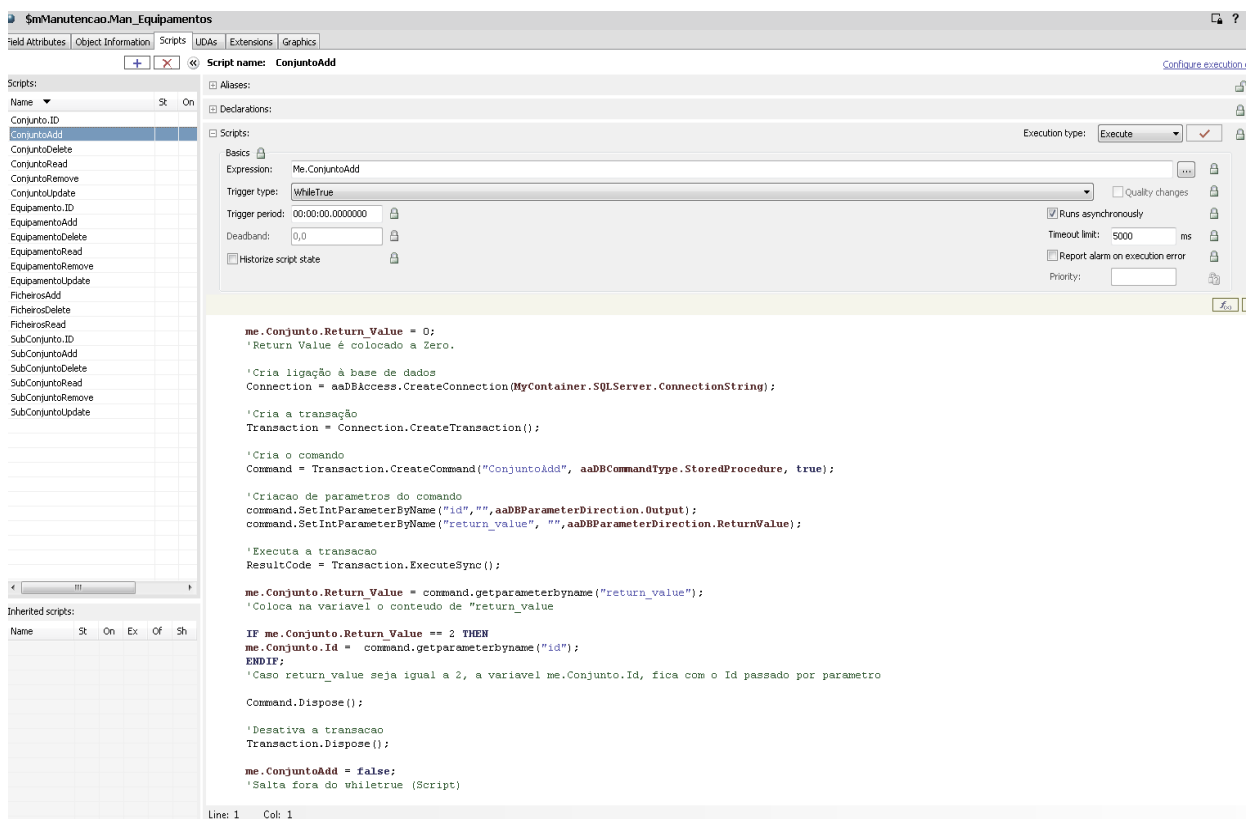 $mManutencao.Man_Equipamentos
?
Field Attributes
Object Information
Scripts
UDAs
Extensions
Graphics
Script name: ConjuntoAdd
Configure execution
Scripts:
Name St On
Conjunto.ID
ConjuntoAdd
ConjuntoDelete
ConjuntoRead
ConjuntoRemove
ConjuntoUpdate
Equipamento.ID
EquipamentoAdd
EquipamentoDelete
EquipamentoRead
EquipamentoRemove
EquipamentoUpdate
FicheirosAdd
FicheirosDelete
FicheirosRead
SubConjunto.ID
SubConjuntoAdd
SubConjuntoDelete
SubConjuntoRead
SubConjuntoRemove
SubConjuntoUpdate
Inherited scripts:
Name St On Ex Of Sh
Aliases:
Declarations:
Scripts:
Execution type: Execute
Basics
Expression: Me.ConjuntoAdd
...
Trigger type: WhileTrue
Quality changes
Trigger period: 00:00:00.0000000
Runs asynchronously
Deadband: 0,0
Timeout limit: 5000 ms
Historize script state
Report alarm on execution error
Priority:
me.Conjunto.Return_Value = 0;
'Return Value é colocado a Zero.
'Cria ligação à base de dados
Connection = aaDBAccess.CreateConnection(MyContainer.SQLServer.ConnectionString);
'Cria a transação
Transaction = Connection.CreateTransaction();
'Cria o comando
Command = Transaction.CreateCommand("ConjuntoAdd", aaDBCommandType.StoredProcedure, true);
'Criacao de parametros do comando
command.SetIntParameterByName("id","",aaDBParameterDirection.Output);
command.SetIntParameterByName("return_value", "",aaDBParameterDirection.ReturnValue);
'Executa a transacao
ResultCode = Transaction.ExecuteSync();
me.Conjunto.Return_Value = command.getparameterbyname("return_value");
'Coloca na variavel o conteudo de "return_value
IF me.Conjunto.Return_Value == 2 THEN
me.Conjunto.Id = command.getparameterbyname("id");
ENDIF;
'Caso return_value seja igual a 2, a variavel me.Conjunto.Id, fica com o Id passado por parametro
Command.Dispose();
'Desativa a transacao
Transaction.Dispose();
me.ConjuntoAdd = false;
'Salta fora do whiletrue (Script)
Line: 1 Col: 1